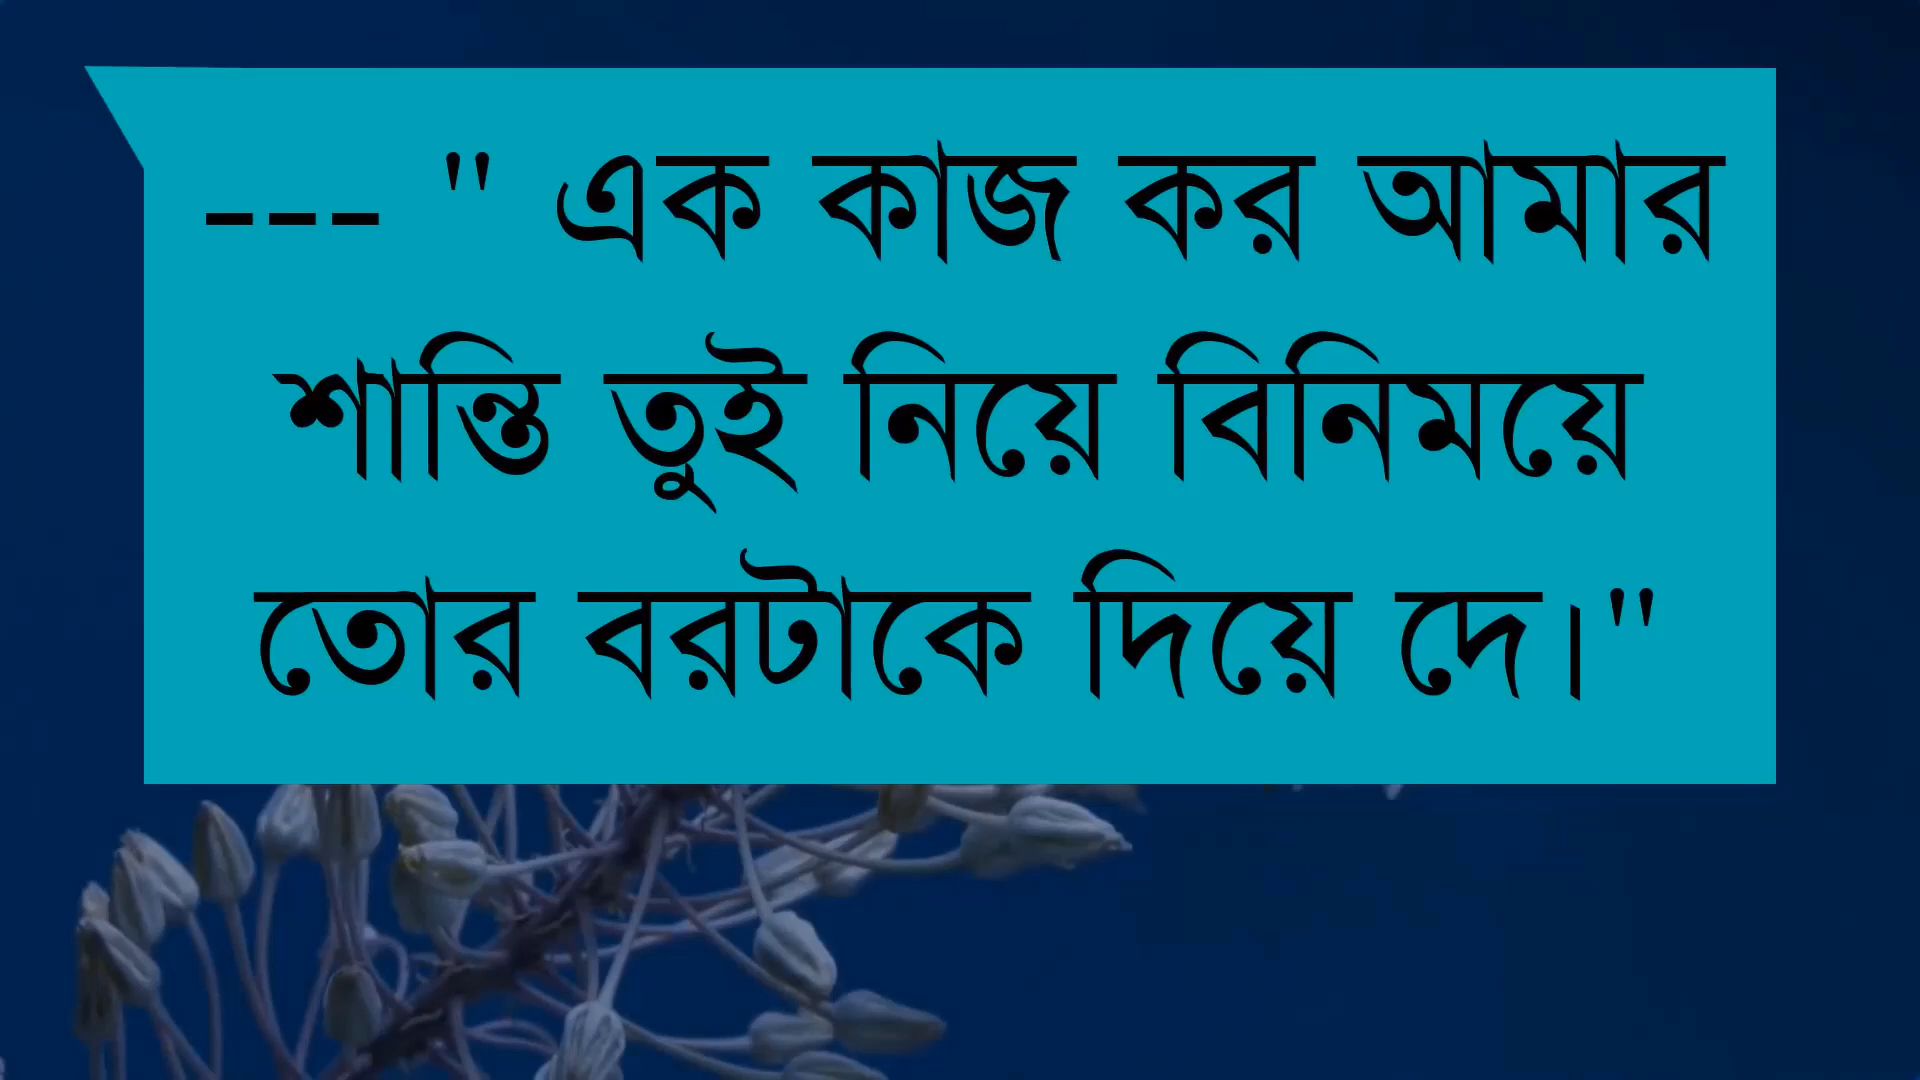 --- " এক কাজ কর আমার
শান্তি তুই নিয়ে বিনিময়ে
তোর বরটাকে দিয়ে দে।"